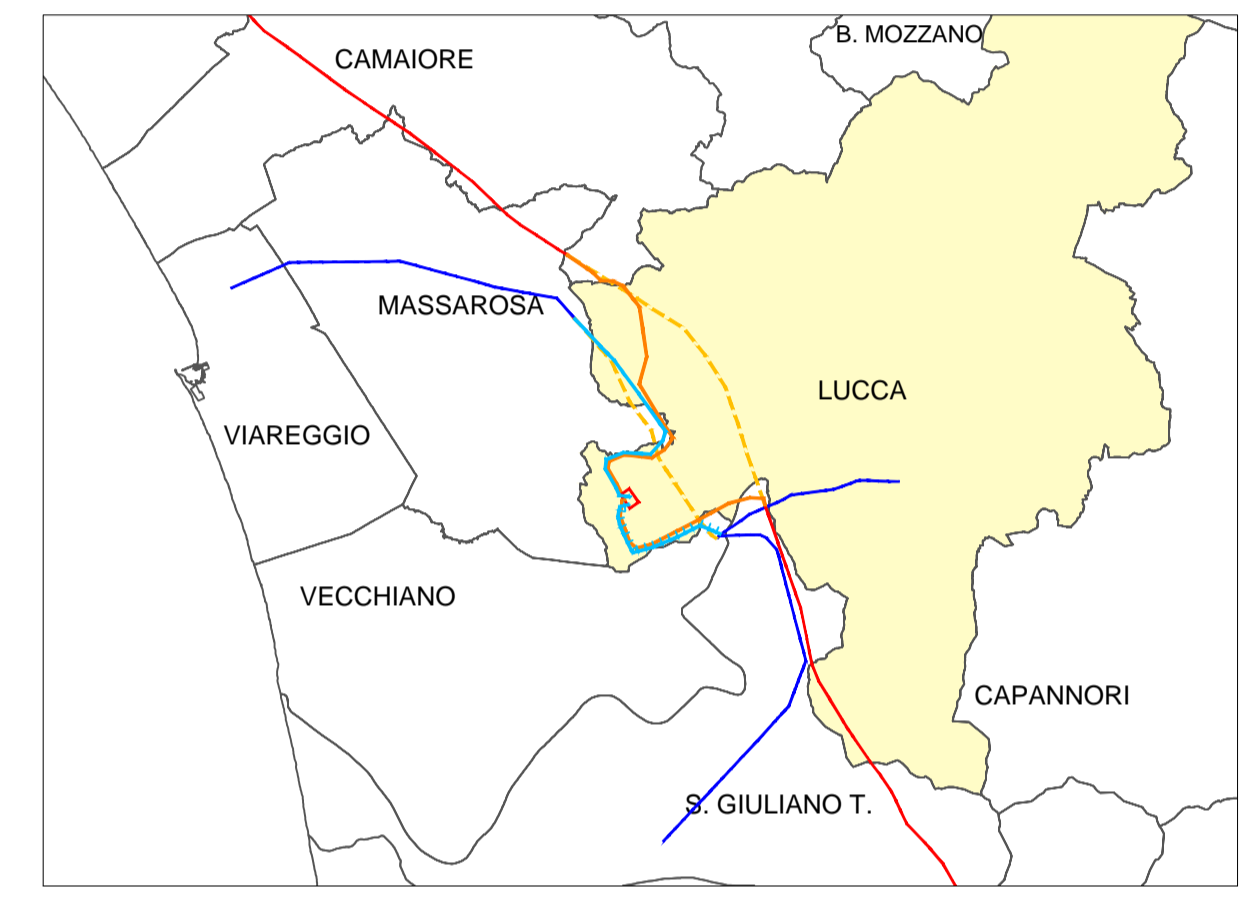 B. MOZZANO
CAMAIORE
MASSAROSA
LUCCA
VIAREGGIO
VECCHIANO
CAPANNORI
S. GIULIANO T.